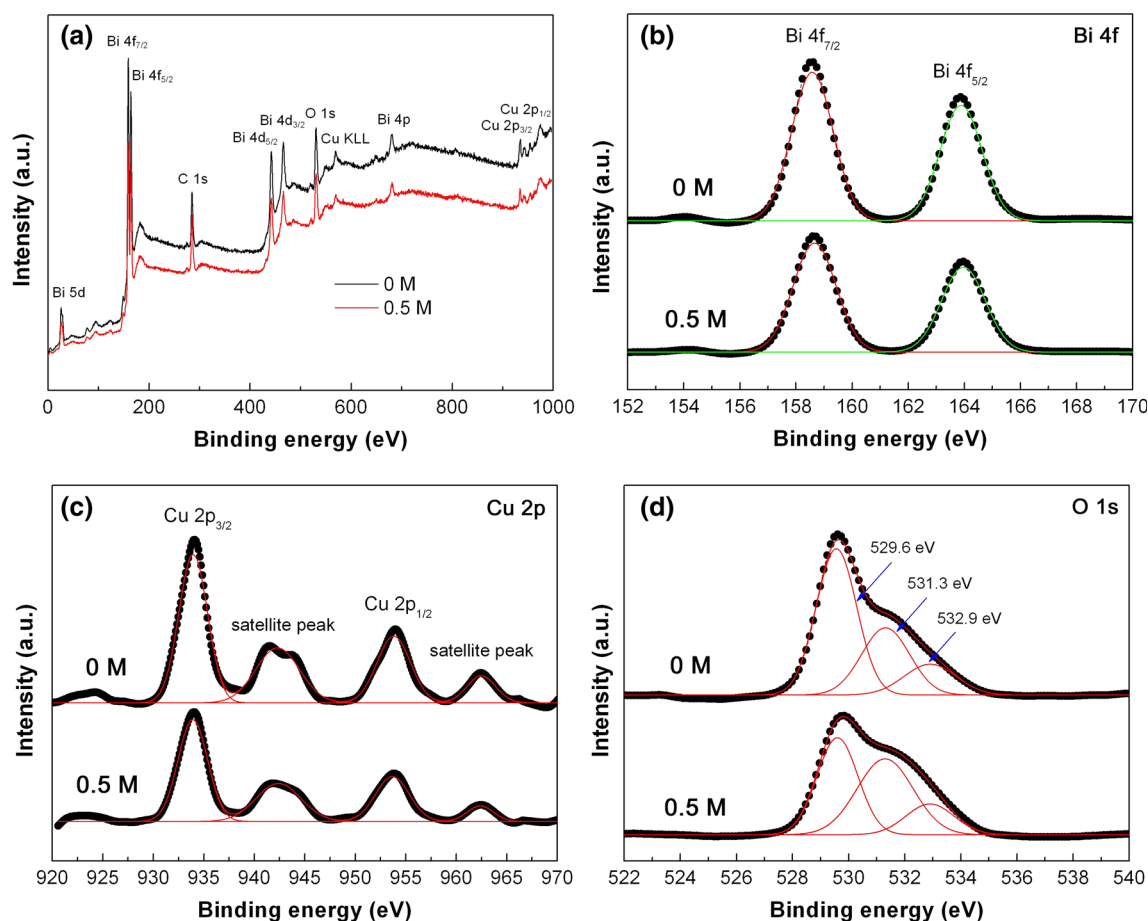 (a)
Bi 4f7/2
Bi 4f5/2
Bi 4d3/2
O 1s
Bi 4d5/2
Cu KLL
Bi 4p
Cu 2p1/2
Cu 2p3/2
C 1s
Bi 5d
0 M
0.5 M
Intensity (a.u.)
0 200 400 600 800 1000
Binding energy (eV)
(b)
Bi 4f
Bi 4f7/2
Bi 4f5/2
0 M
0.5 M
Intensity (a.u.)
152 154 156 158 160 162 164 166 168 170
Binding energy (eV)
(c)
Cu 2p
Cu 2p3/2
Cu 2p1/2
satellite peak
satellite peak
0 M
0.5 M
Intensity (a.u.)
920 925 930 935 940 945 950 955 960 965 970
Binding energy (eV)
(d)
O 1s
529.6 eV
531.3 eV
532.9 eV
0 M
0.5 M
Intensity (a.u.)
522 524 526 528 530 532 534 536 538 540
Binding energy (eV)